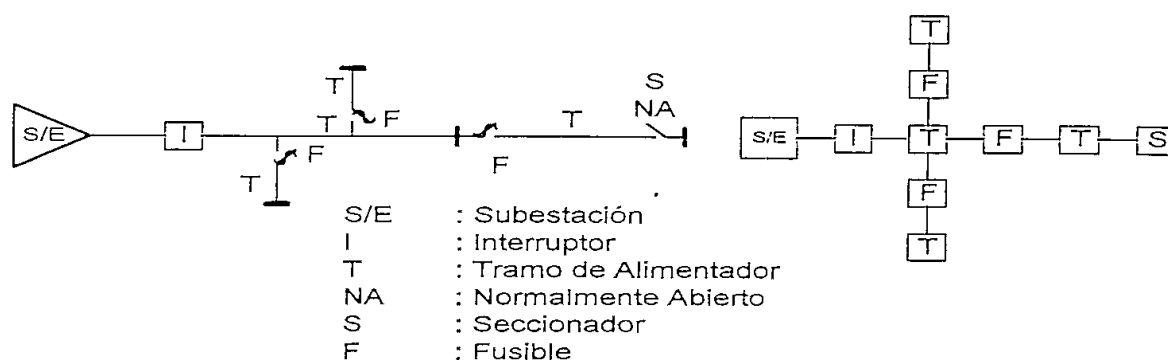 T
T
F
T
S
NA
S/E
I
T
F
T
F
S/E
I
T
F
T
S
T
F
F
T
S/E : Subestación
I : Interruptor
T : Tramo de Alimentador
NA : Normalmente Abierto
S : Seccionador
F : Fusible